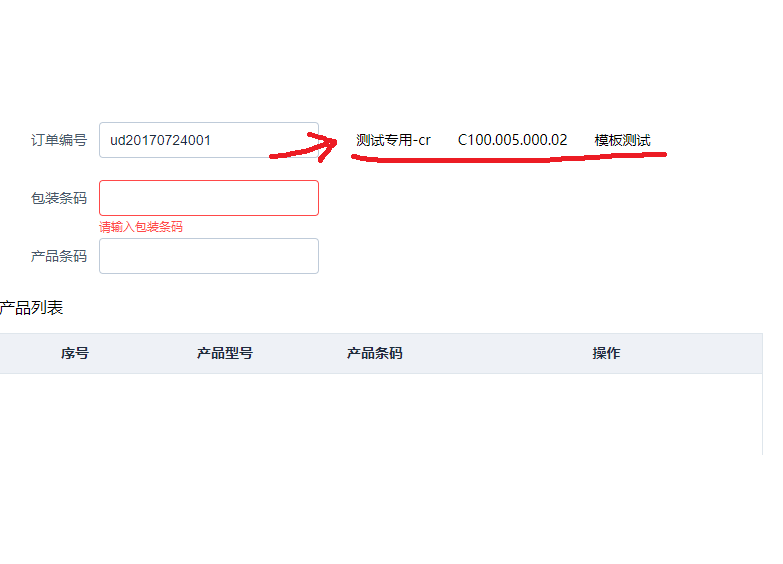 订单编号 ud20170724001 测试专用-cr C100.005.000.02 模板测试
包装条码
请输入包装条码
产品条码
产品列表
序号 产品型号 产品条码 操作